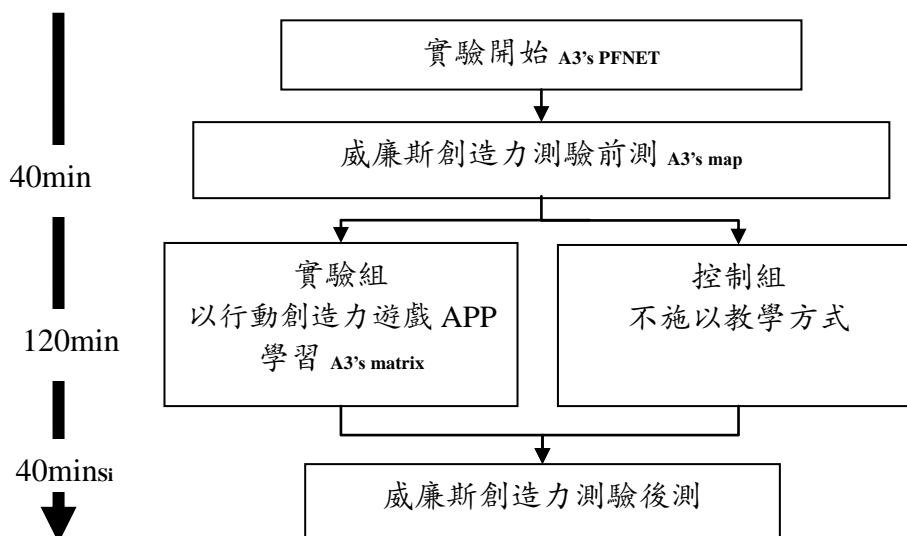 實驗開始 A3's PFNET
威廉斯創造力測驗前測 A3's map
40min
實驗組
以行動創造力遊戲 APP
學習 A3's matrix
控制組
不施以教學方式
120min
40minsi
威廉斯創造力測驗後測